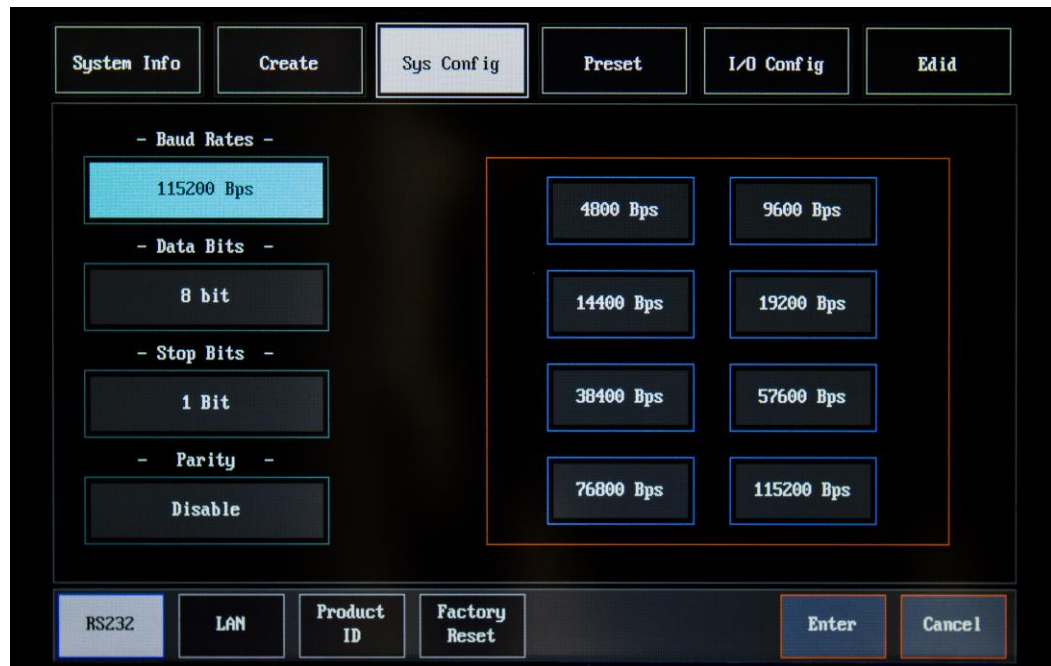 System Info
Create
Sys Config
Preset
I/O Config
Edid
- Baud Rates -
115200 Bps
- Data Bits -
8 bit
- Stop Bits -
1 Bit
- Parity -
Disable
4800 Bps
9600 Bps
14400 Bps
19200 Bps
38400 Bps
57600 Bps
76800 Bps
115200 Bps
RS232
LAN
Product
ID
Factory
Reset
Enter
Cancel